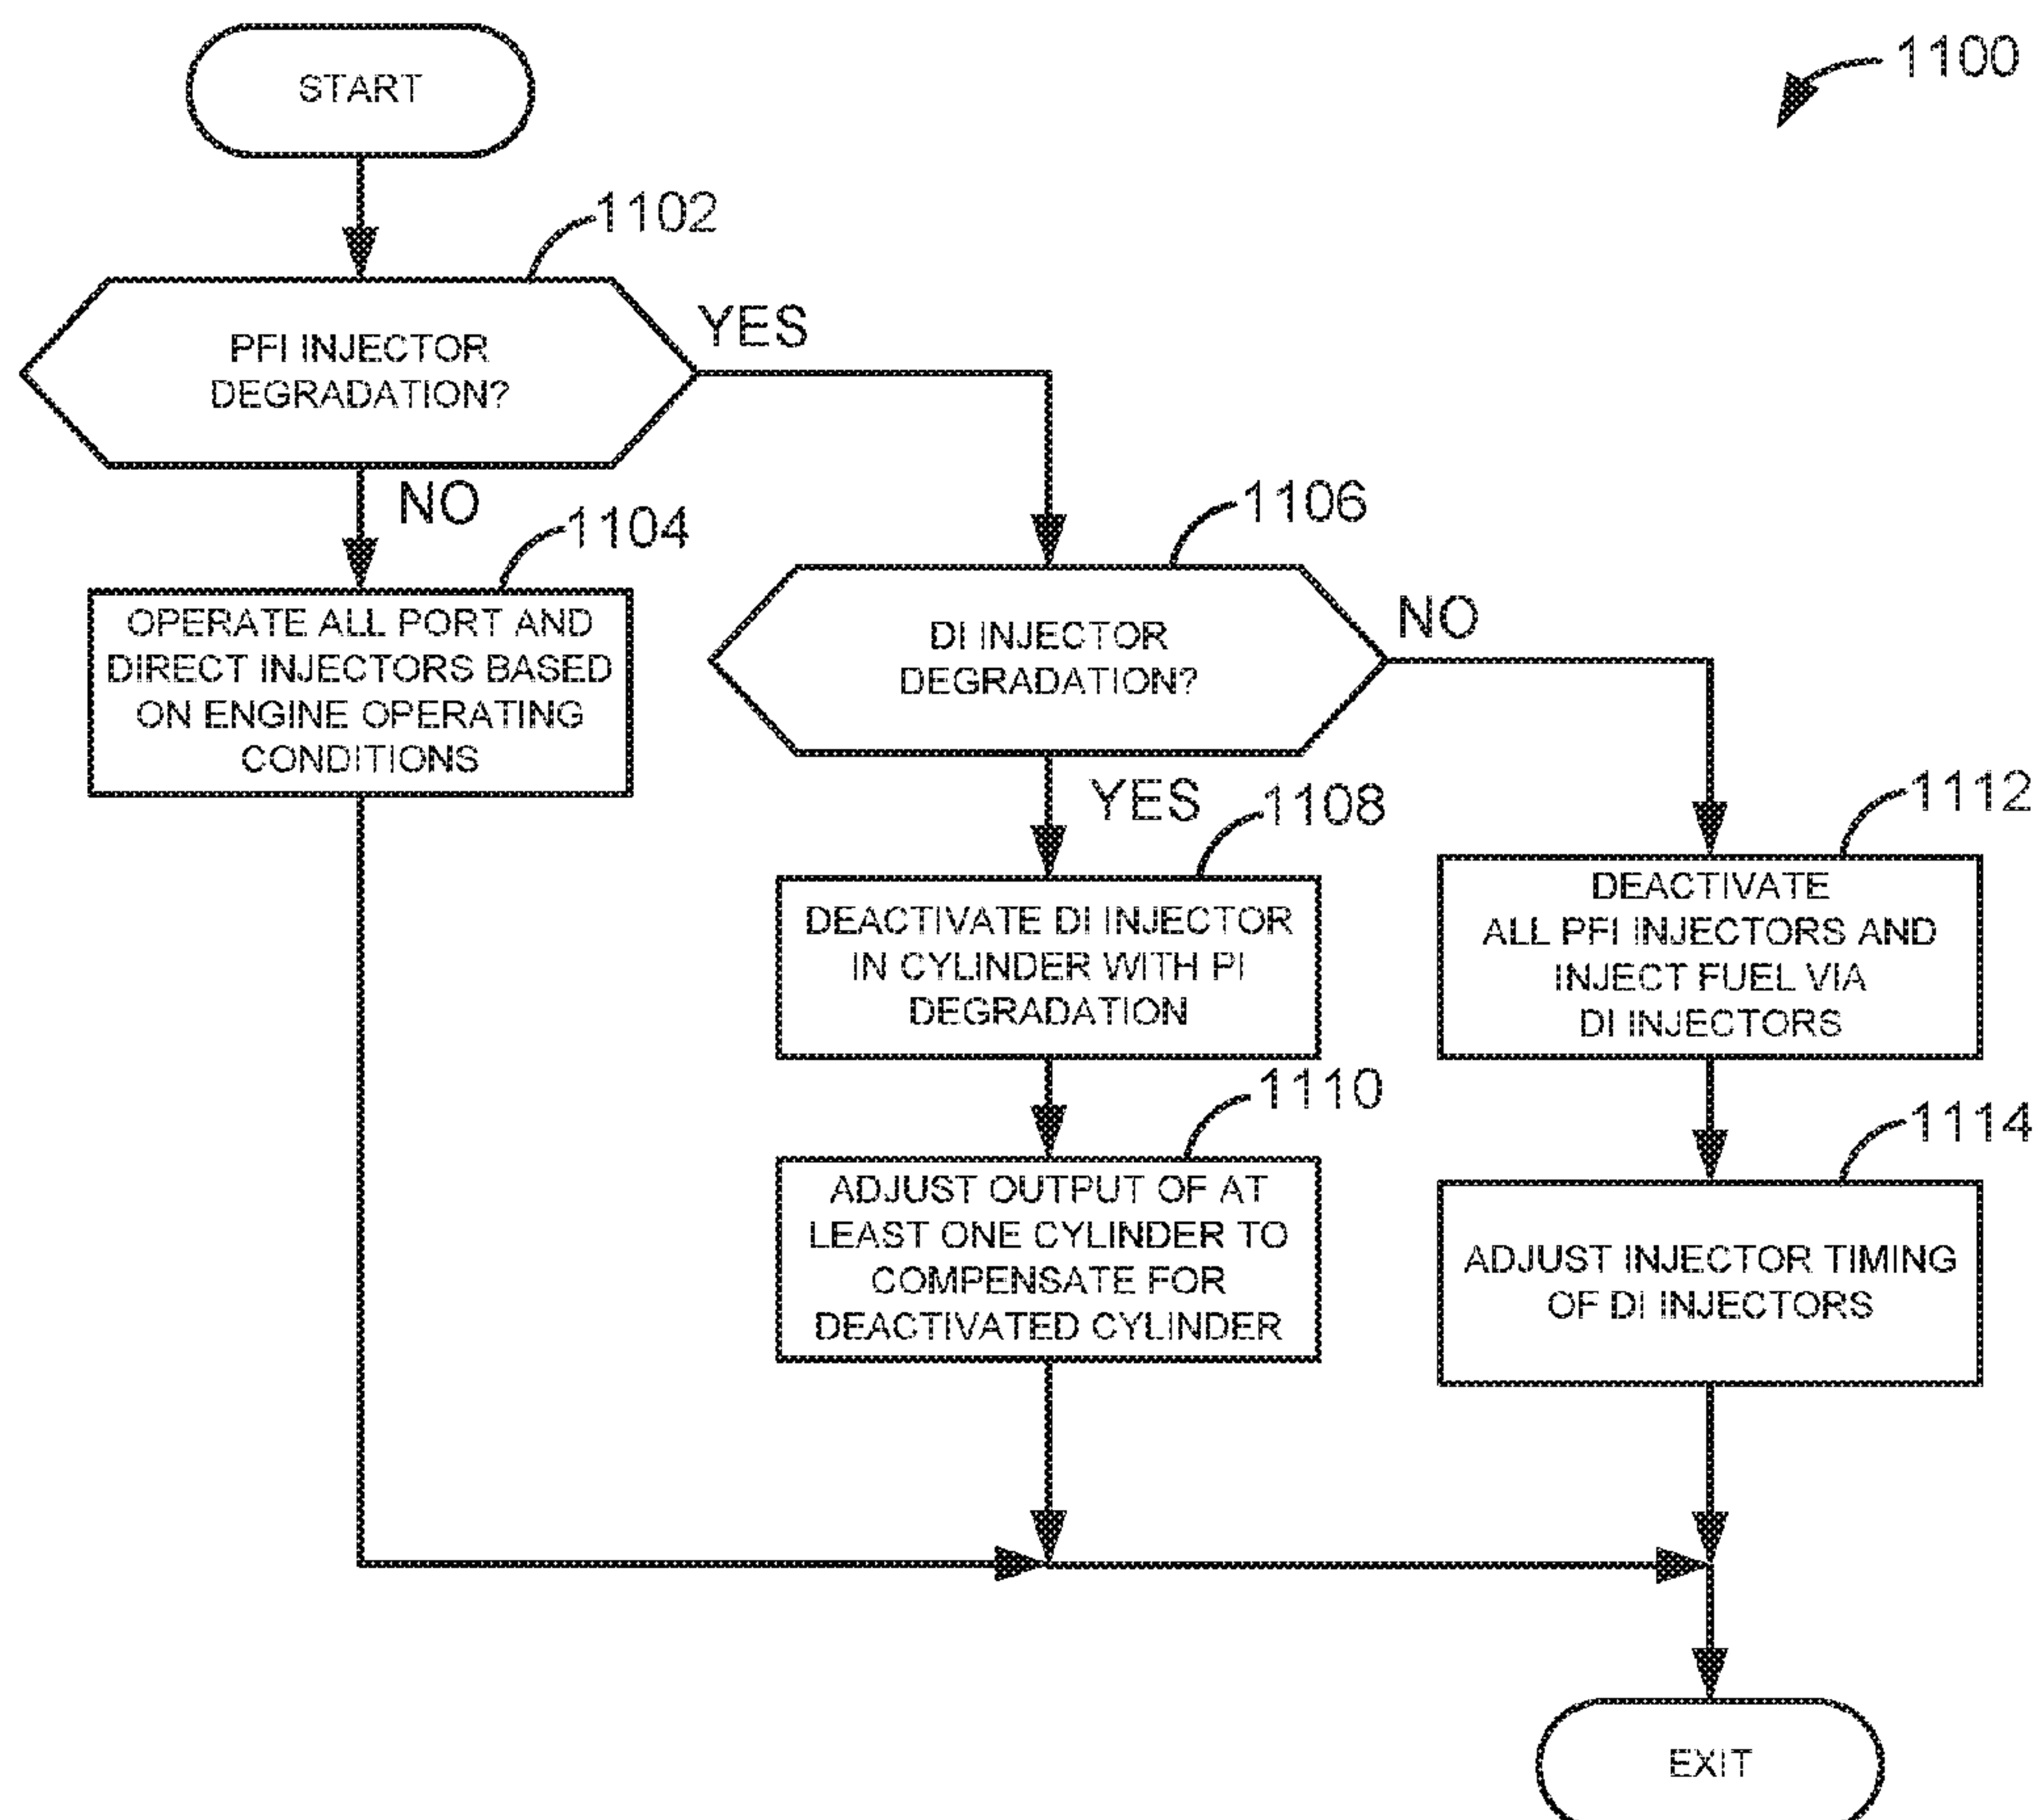 START
1100
1102
PFI INJECTOR
DEGRADATION?
YES
NO
1104
OPERATE ALL PORT AND
DIRECT INJECTORS BASED
ON ENGINE OPERATING
CONDITIONS
1106
DI INJECTOR
DEGRADATION?
NO
YES
1108
DEACTIVATE DI INJECTOR
IN CYLINDER WITH PI
DEGRADATION
1110
ADJUST OUTPUT OF AT
LEAST ONE CYLINDER TO
COMPENSATE FOR
DEACTIVATED CYLINDER
1112
DEACTIVATE
ALL PFI INJECTORS AND
INJECT FUEL VIA
DI INJECTORS
1114
ADJUST INJECTOR TIMING
OF DI INJECTORS
EXIT